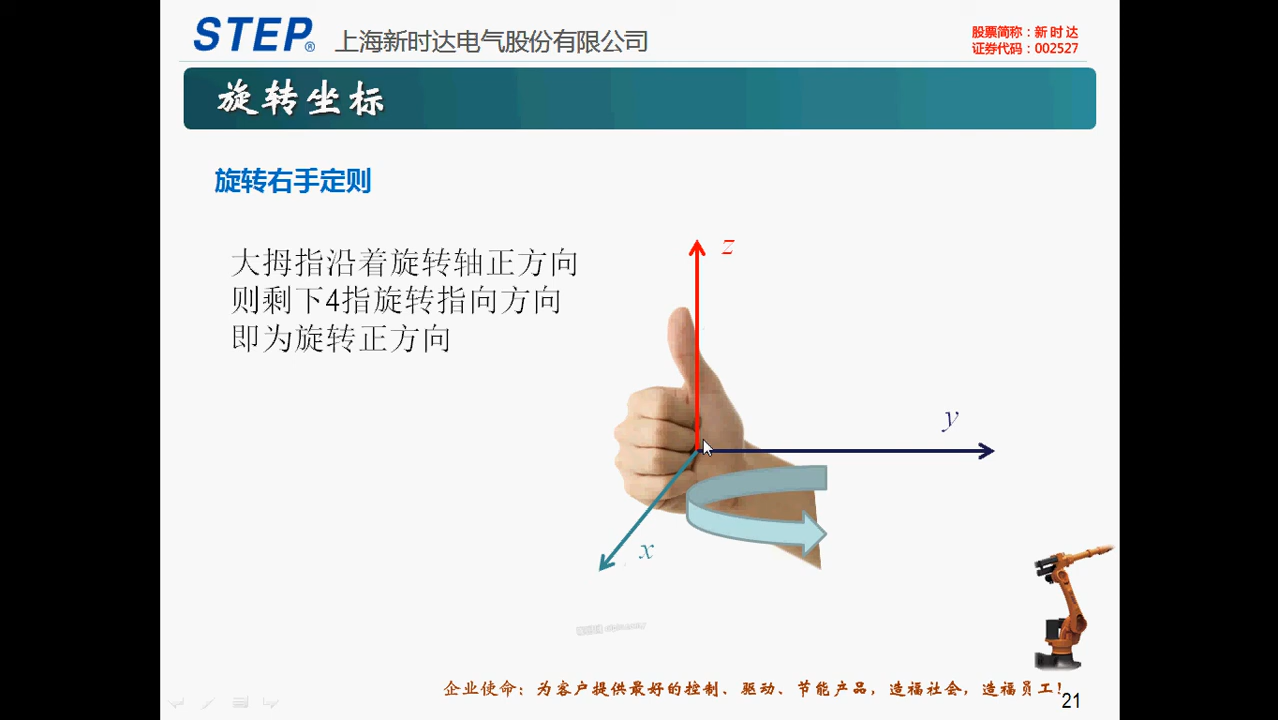 STEP®
上海新时达电气股份有限公司
股票简称：新时达
证券代码：002527
旋转坐标
旋转右手定则
大拇指沿着旋转轴正方向
则剩下4指旋转指向方向
即为旋转正方向
z
y
x
企业使命：为客户提供最好的控制、驱动、节能产品，造福社会，造福员工！
21